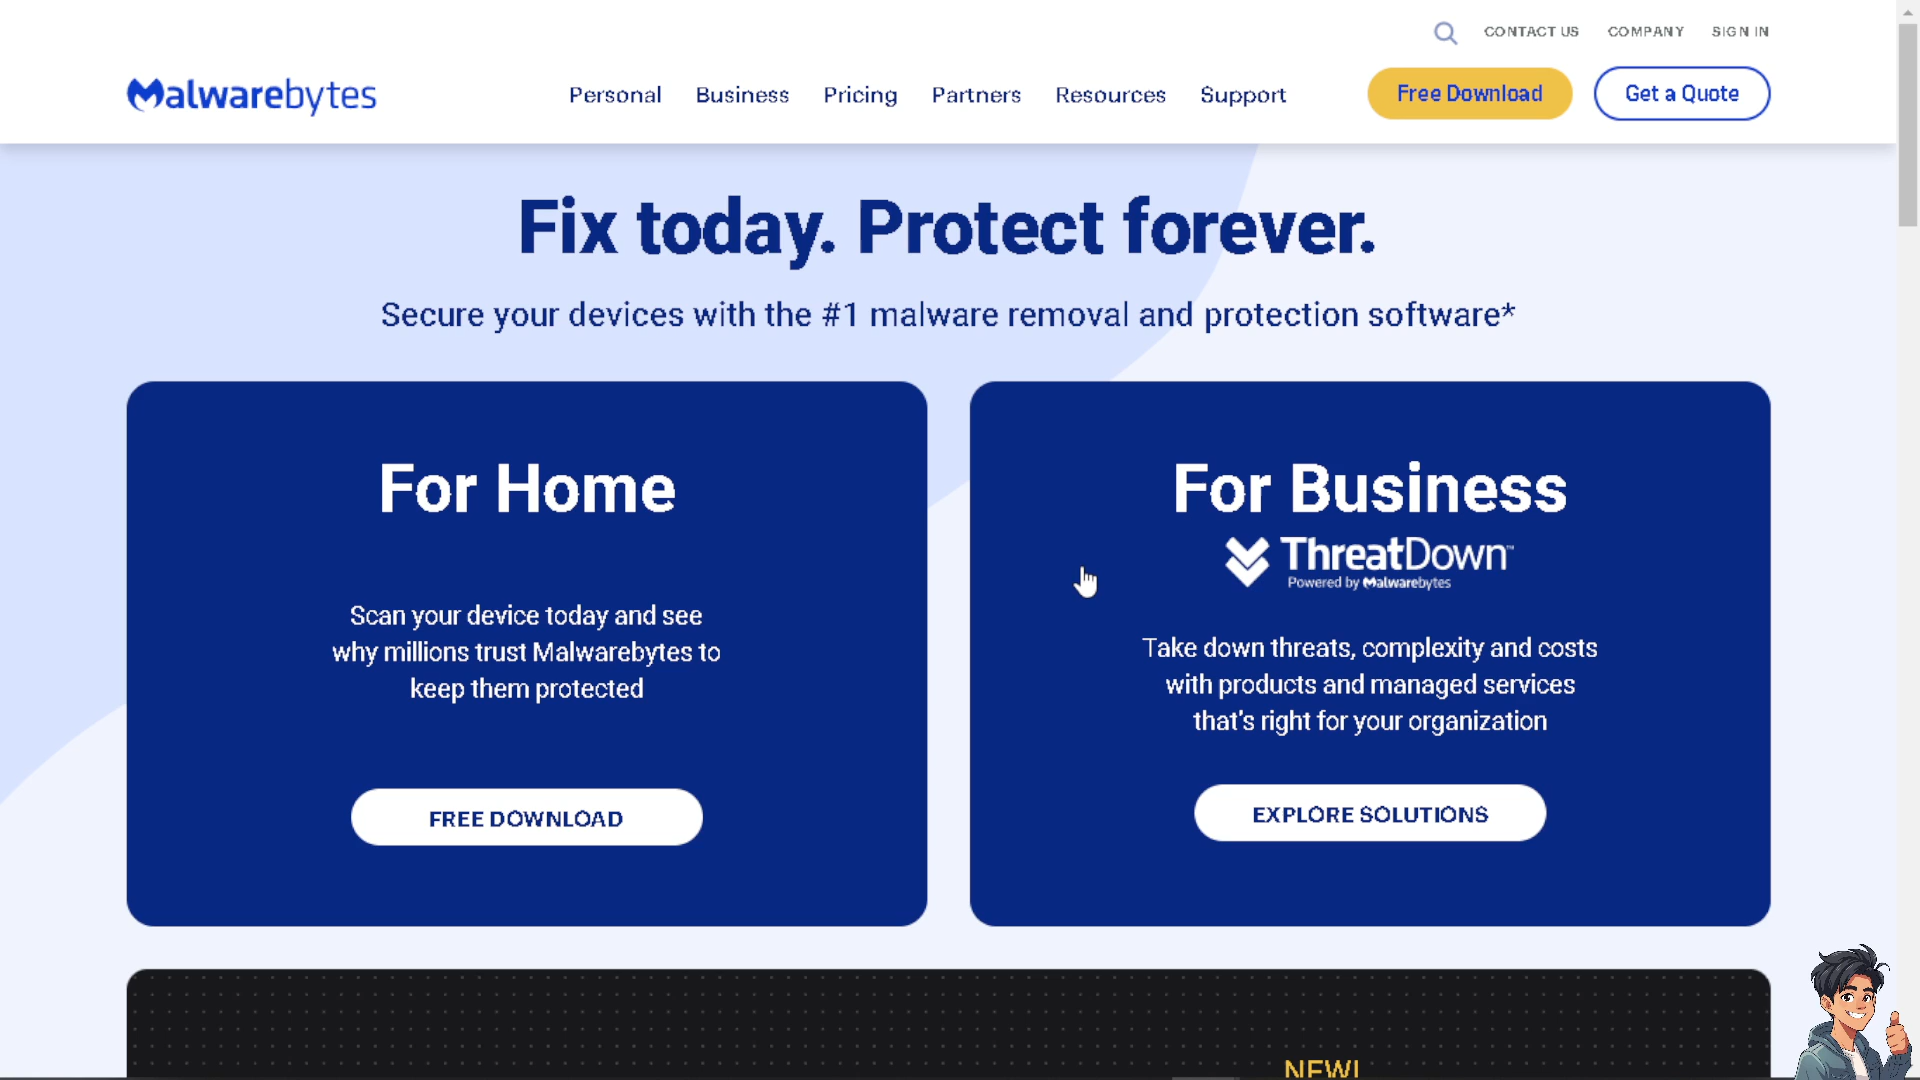 CONTACT US COMPANY SIGN IN
Malwarebytes Personal Business Pricing Partners Resources Support Free Download Get a Quote
Fix today. Protect forever.
Secure your devices with the #1 malware removal and protection software*
For Home
Scan your device today and see
why millions trust Malwarebytes to
keep them protected
FREE DOWNLOAD
For Business
ThreatDown™
Powered by Malwarebytes
Take down threats, complexity and costs
with products and managed services
that's right for your organization
EXPLORE SOLUTIONS
NEW!